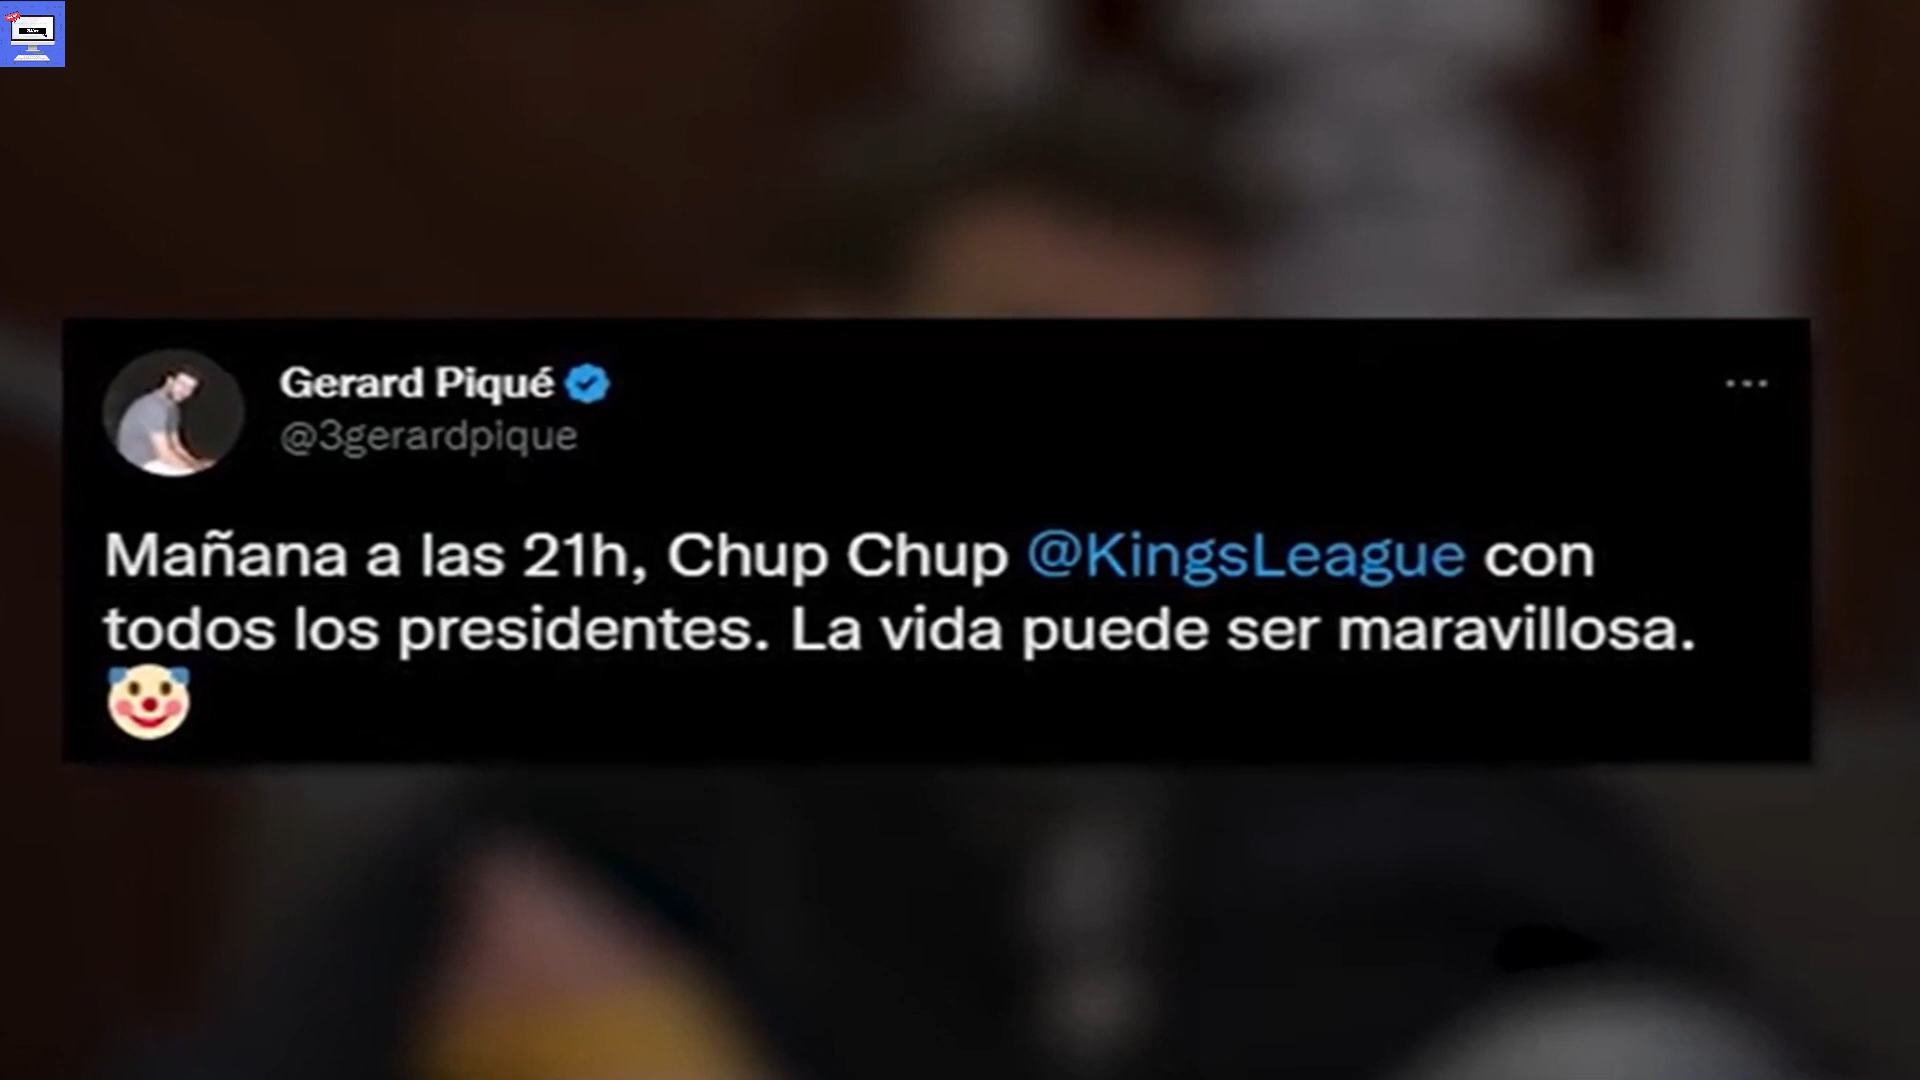 Gerard Piqué
@3gerardpique
Mañana a las 21h, Chup Chup @KingsLeague con
todos los presidentes. La vida puede ser maravillosa.
🤡